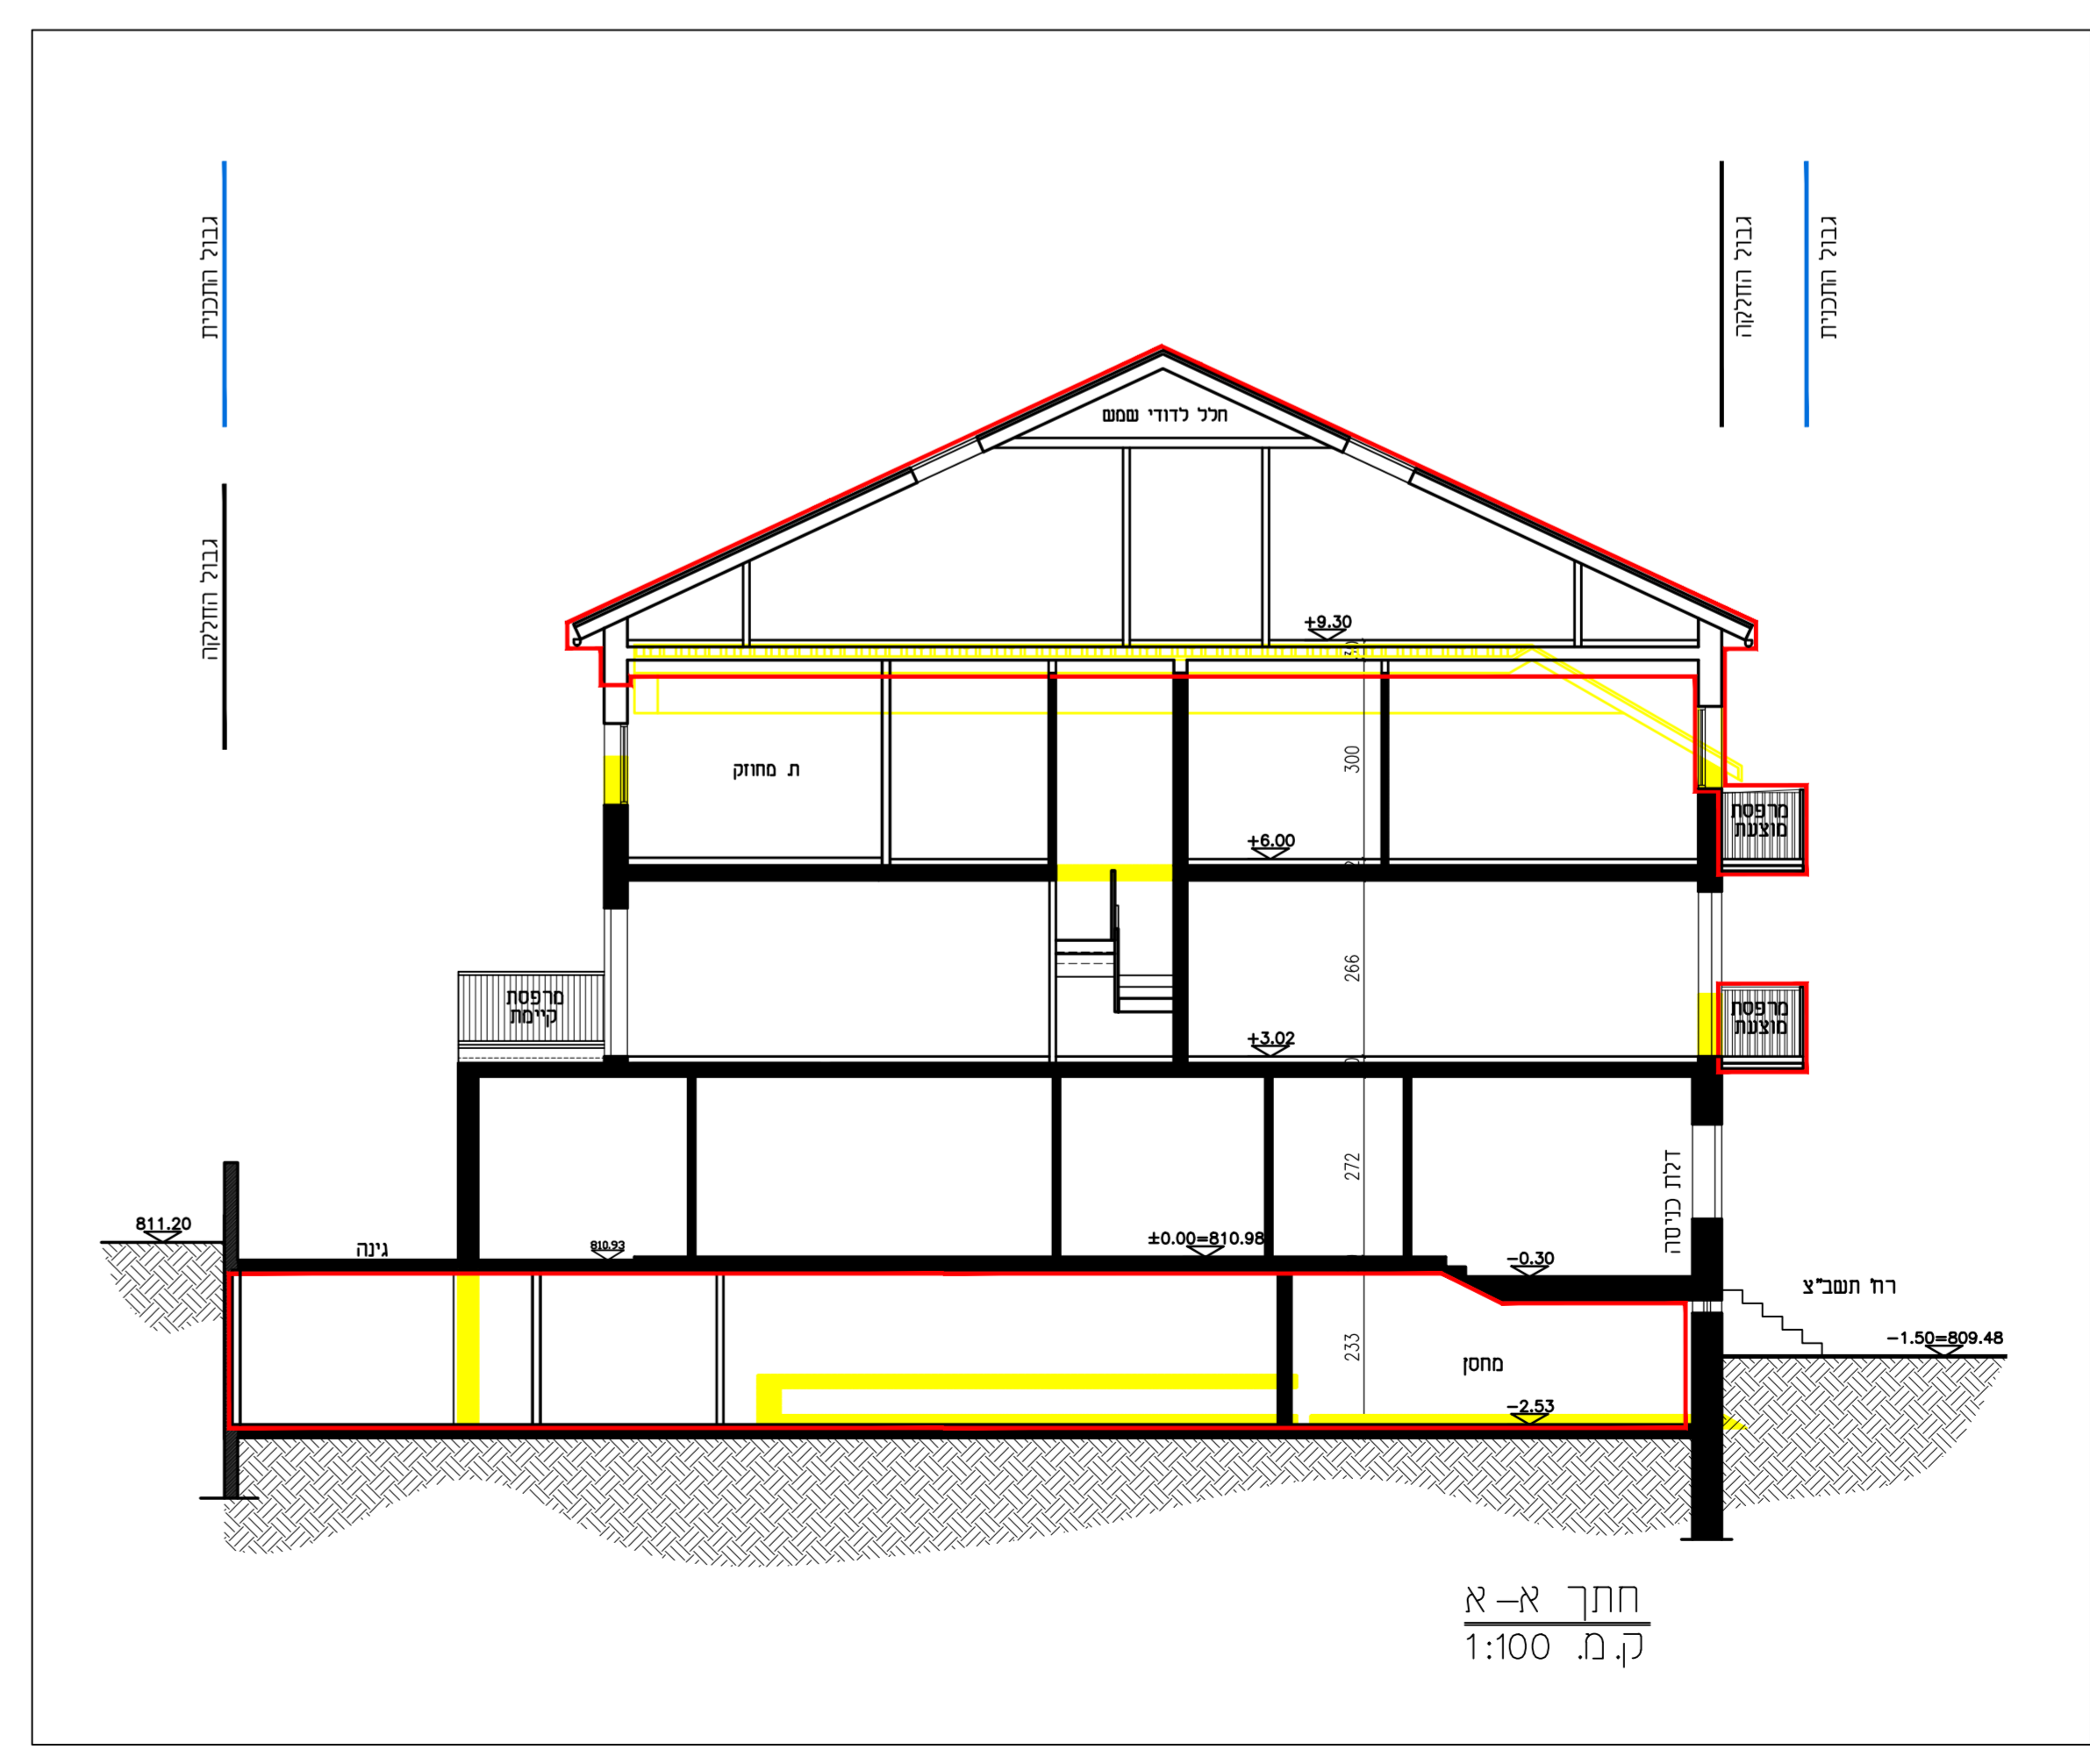 גבול התכנית
גבול החלקה
גבול התכנית
גבול החלקה
חלל לדודי שמש
+9.30
ת. מחוזק
300
+6.00
מרפסת
מוצעת
266
מרפסת
קיימת
+3.02
מרפסת
מוצעת
272
דלת כניסה
811.20
גינה
810.93
±0.00=810.98
-0.30
רח' תשב"צ
-1.50=809.48
233
מחסן
-2.53
חתך א-א
ק.מ. 1:100